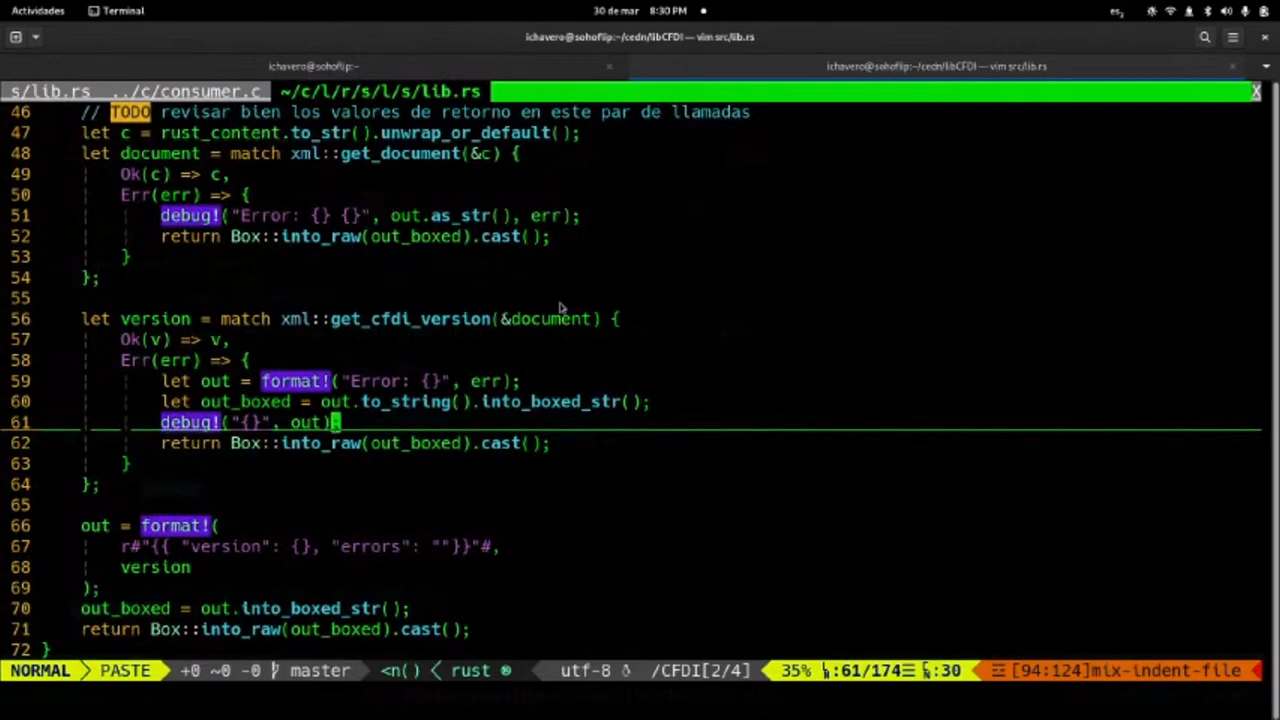 Actividades Terminal 30 de mar 8:30 PM es₂
ichavero@sohoflip:~/cedn/libCFDI — vim src/lib.rs
ichavero@sohoflip:~ × ichavero@sohoflip:~/cedn/libCFDI — vim src/lib.rs ×
s/lib.rs ../c/consumer.c ~/c/l/r/s/l/s/lib.rs X
46 // TODO revisar bien los valores de retorno en este par de llamadas
47 let c = rust_content.to_str().unwrap_or_default();
48 let document = match xml::get_document(&c) {
49 Ok(c) => c,
50 Err(err) => {
51 debug!("Error: {} {}", out.as_str(), err);
52 return Box::into_raw(out_boxed).cast();
53 }
54 };
55
56 let version = match xml::get_cfdi_version(&document) {
57 Ok(v) => v,
58 Err(err) => {
59 let out = format!("Error: {}", err);
60 let out_boxed = out.to_string().into_boxed_str();
61 debug!("{}", out);
62 return Box::into_raw(out_boxed).cast();
63 }
64 };
65
66 out = format!(
67 r#"{{ "version": {}, "errors": ""}}"#,
68 version
69 );
70 out_boxed = out.into_boxed_str();
71 return Box::into_raw(out_boxed).cast();
72 }
NORMAL PASTE +0 ~0 -0 master <n() rust utf-8 /CFDI[2/4] 35% :61/174 :30 [94:124]mix-indent-file